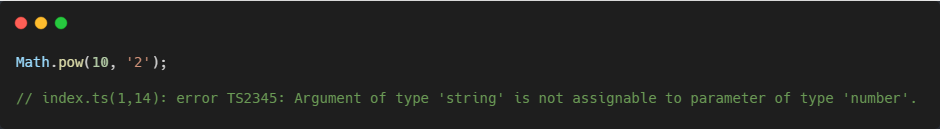 Math.pow(10, '2');
// index.ts(1,14): error TS2345: Argument of type 'string' is not assignable to parameter of type 'number'.